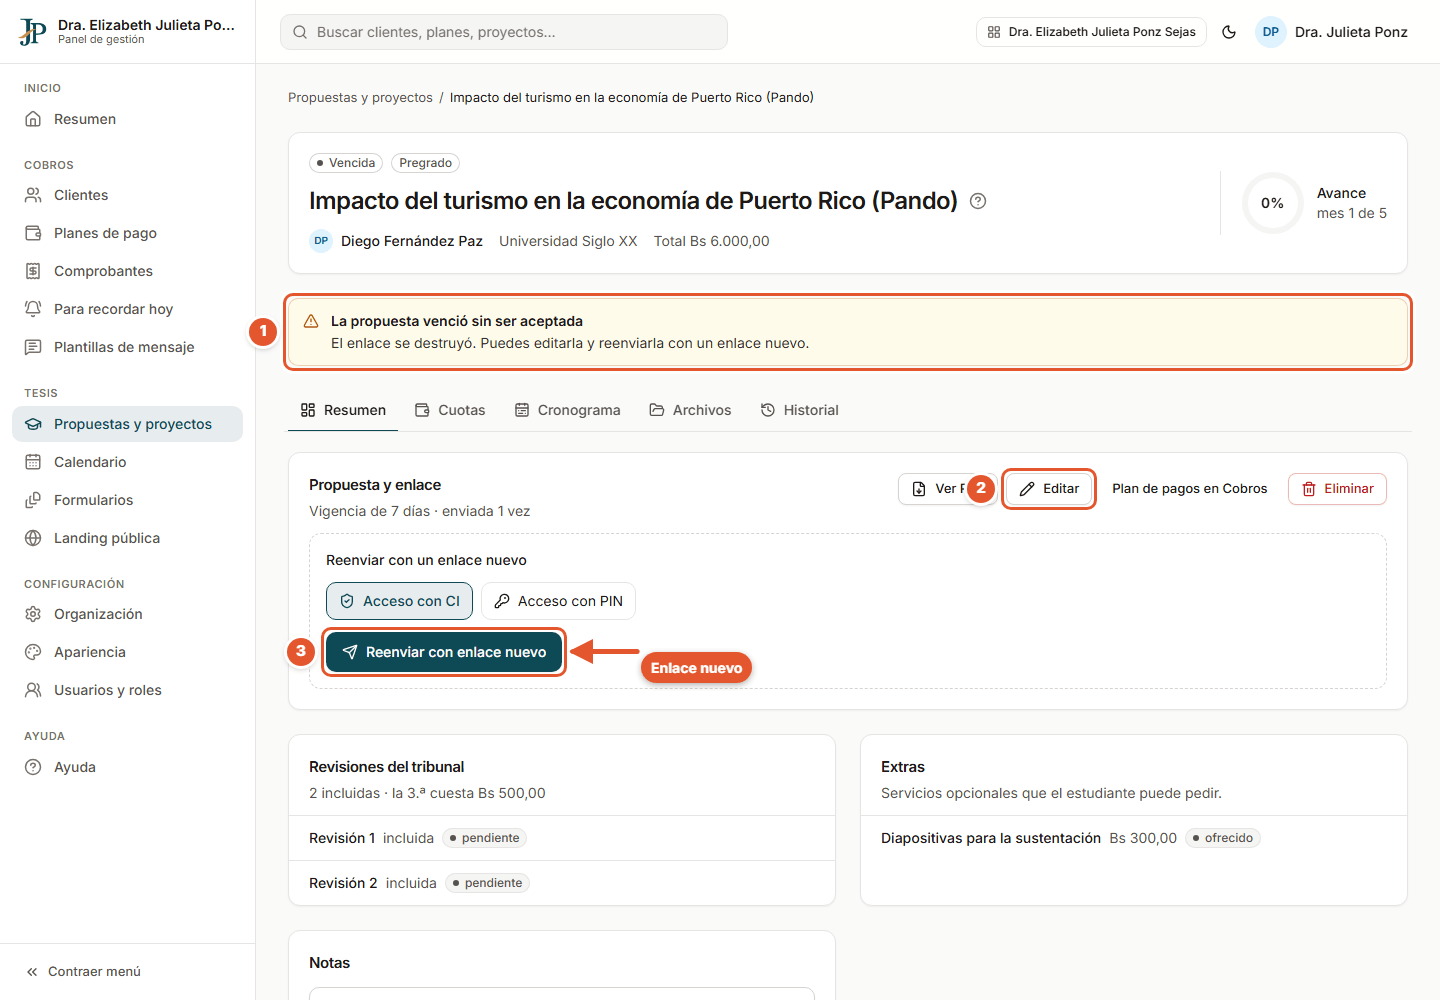 Dra. Elizabeth Julieta Po...
Panel de gestión
Buscar clientes, planes, proyectos...
Dra. Elizabeth Julieta Ponz Sejas
DP
Dra. Julieta Ponz
INICIO
Resumen
COBROS
Clientes
Planes de pago
Comprobantes
Para recordar hoy
Plantillas de mensaje
TESIS
Propuestas y proyectos
Calendario
Formularios
Landing pública
CONFIGURACIÓN
Organización
Apariencia
Usuarios y roles
AYUDA
Ayuda
Contraer menú
Propuestas y proyectos / Impacto del turismo en la economía de Puerto Rico (Pando)
Vencida Pregrado
Impacto del turismo en la economía de Puerto Rico (Pando)
DP Diego Fernández Paz Universidad Siglo XX Total Bs 6.000,00
0%
Avance
mes 1 de 5
1
La propuesta venció sin ser aceptada
El enlace se destruyó. Puedes editarla y reenviarla con un enlace nuevo.
Resumen Cuotas Cronograma Archivos Historial
Propuesta y enlace
Vigencia de 7 días · enviada 1 vez
Ver 2 Editar Plan de pagos en Cobros Eliminar
Reenviar con un enlace nuevo
Acceso con CI Acceso con PIN
3 Reenviar con enlace nuevo
Enlace nuevo
Revisiones del tribunal
2 incluidas · la 3.ª cuesta Bs 500,00
Revisión 1 incluida pendiente
Revisión 2 incluida pendiente
Extras
Servicios opcionales que el estudiante puede pedir.
Diapositivas para la sustentación Bs 300,00 ofrecido
Notas